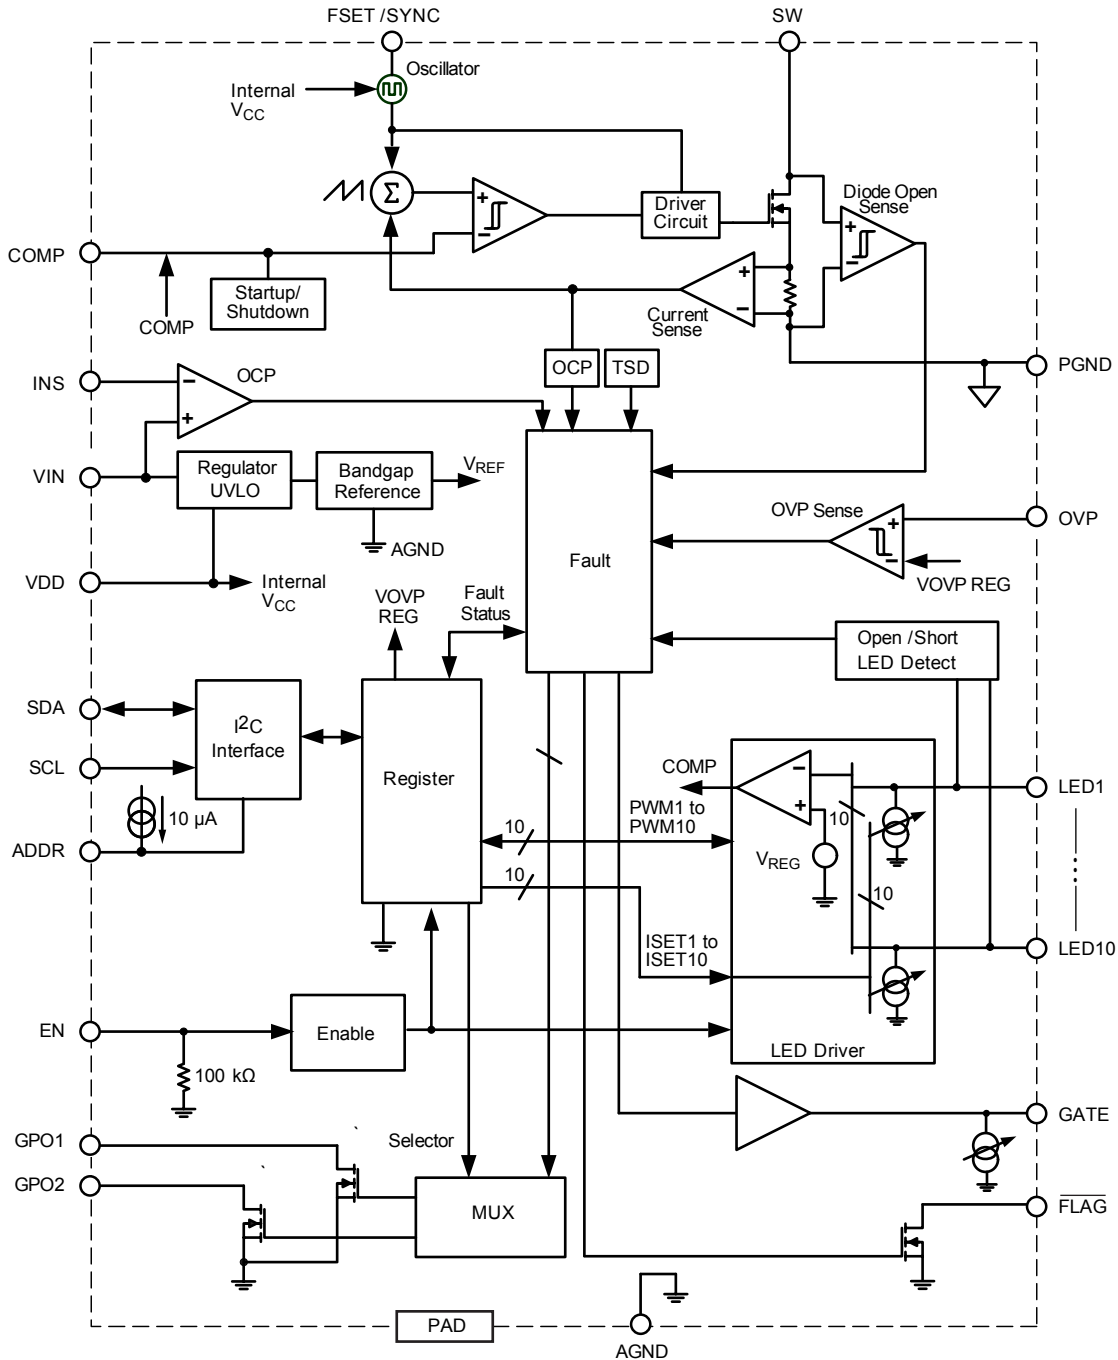 FSET /SYNC
SW
Oscillator
Internal
VCC
Σ
+
−
Driver
Circuit
Diode Open
Sense
+
−
COMP
Startup/
Shutdown
COMP
+
−
Current
Sense
OCP
TSD
PGND
INS
−
+
OCP
VIN
Regulator
UVLO
Bandgap
Reference
VREF
AGND
Fault
OVP Sense
+
−
OVP
VOVP REG
VDD
Internal
VCC
VOVP
REG
Fault
Status
Open /Short
LED Detect
SDA
I2C
Interface
SCL
10 µA
ADDR
Register
COMP
−
+
10
VREG
10
LED1
PWM1 to
PWM10
10
10
ISET1 to
ISET10
LED10
EN
Enable
100 kΩ
LED Driver
GATE
GPO1
GPO2
Selector
MUX
FLAG
PAD
AGND